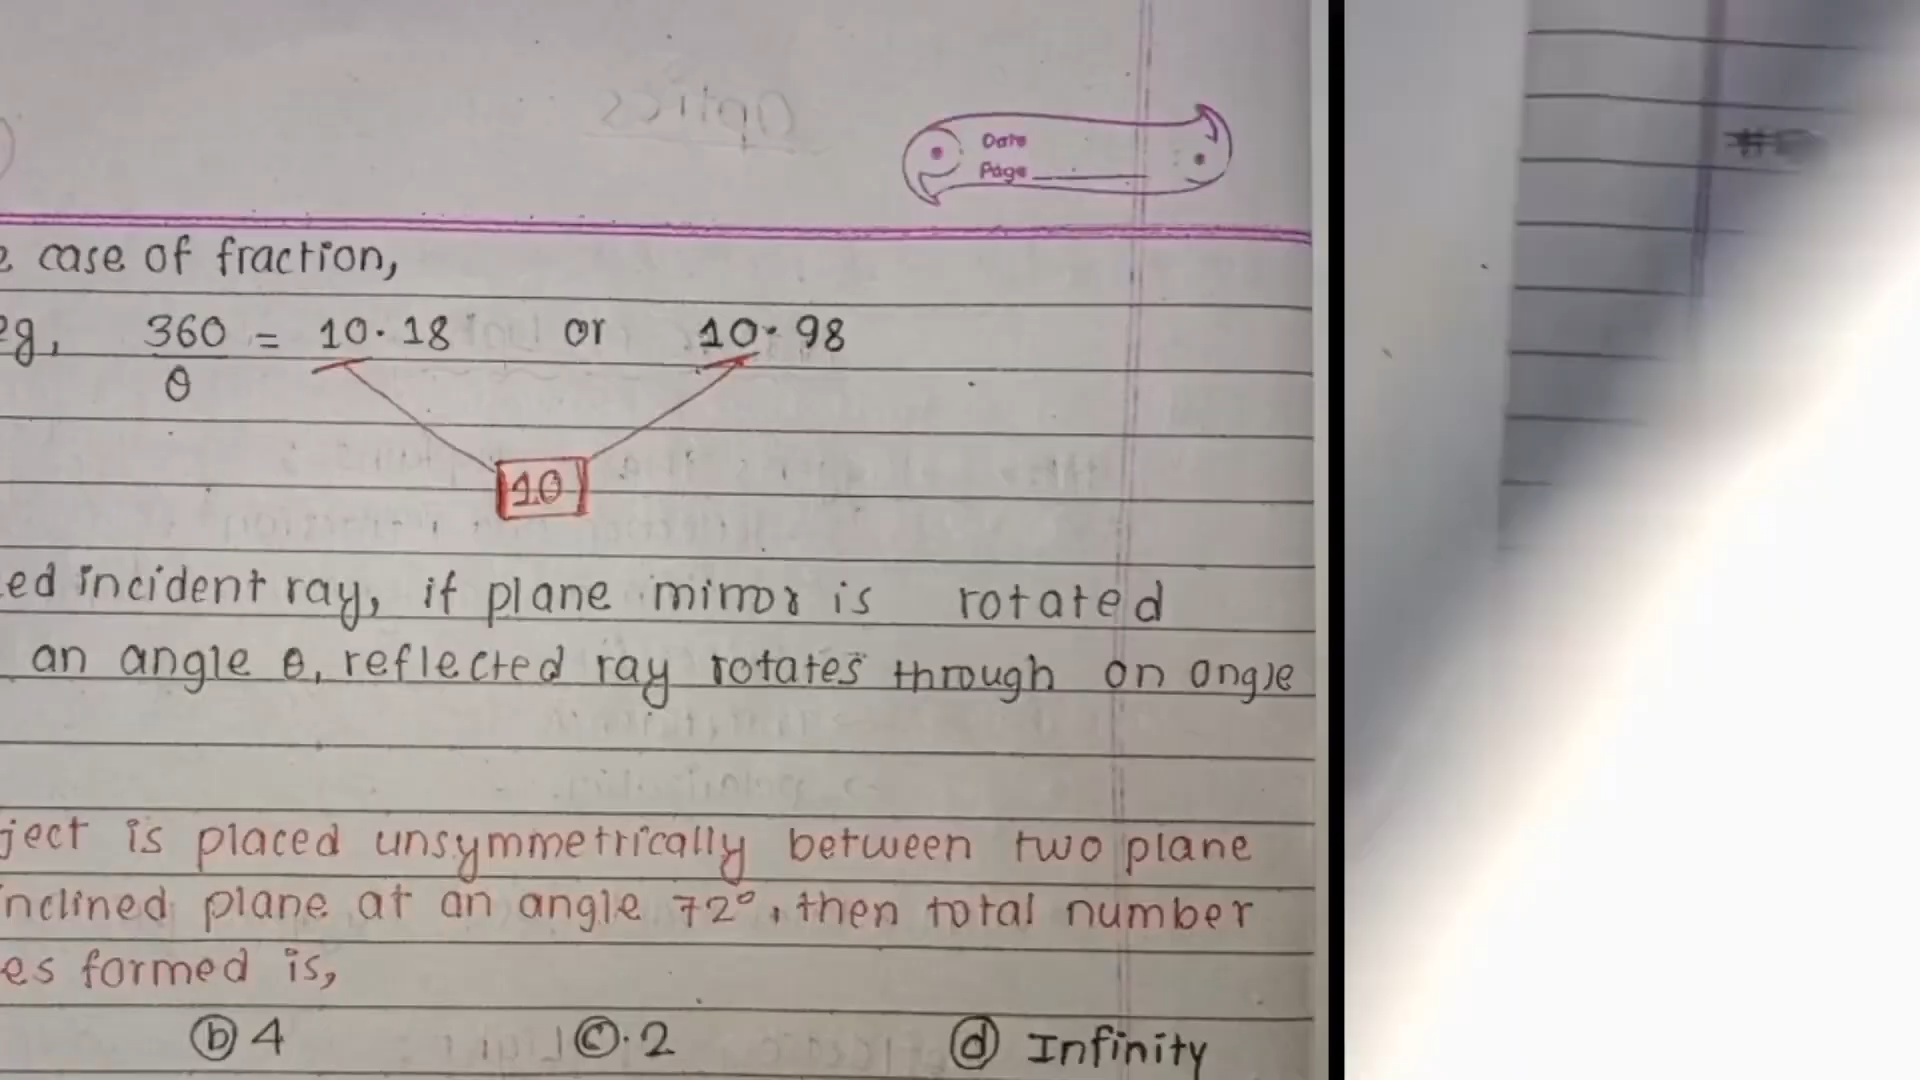 Date
Page
case of fraction,
eg, 360/θ = 10.18 or 10.98
10
ed incident ray, if plane mirror is rotated
an angle θ, reflected ray rotates through an angle
ject is placed unsymmetrically between two plane
nclined plane at an angle 72°, then total number
es formed is,
(b) 4 (c) 2 (d) Infinity